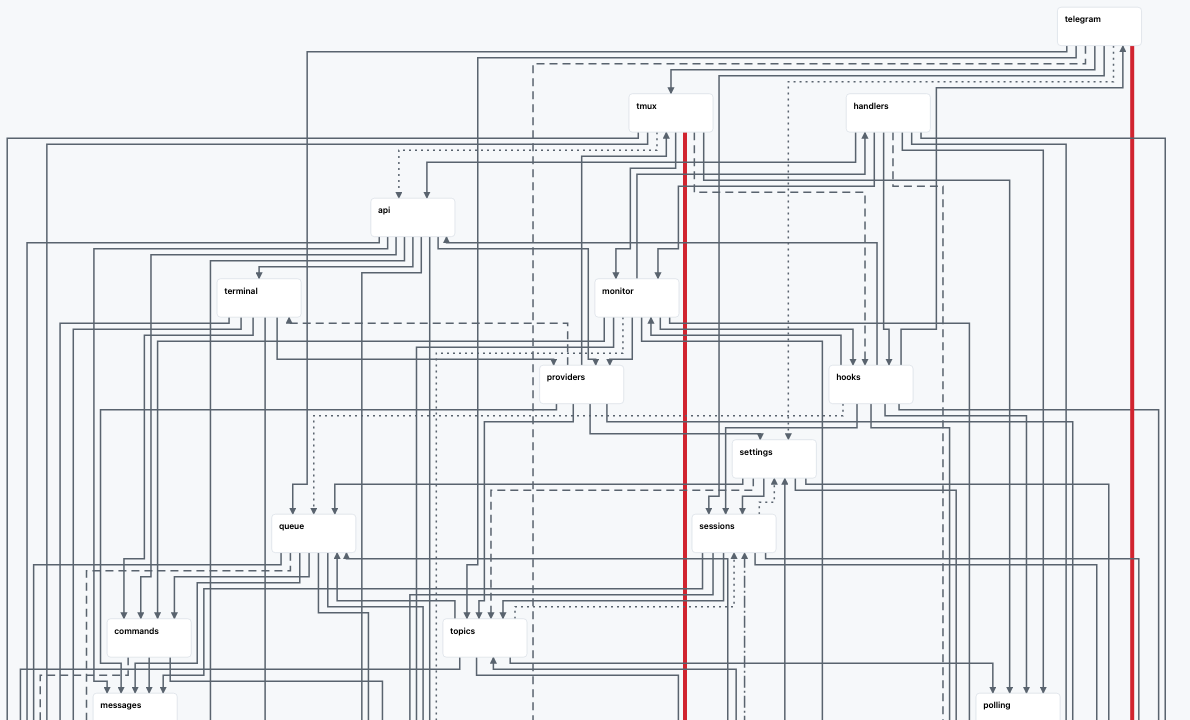 telegram
tmux
handlers
api
terminal
monitor
providers
hooks
settings
queue
sessions
commands
topics
messages
polling